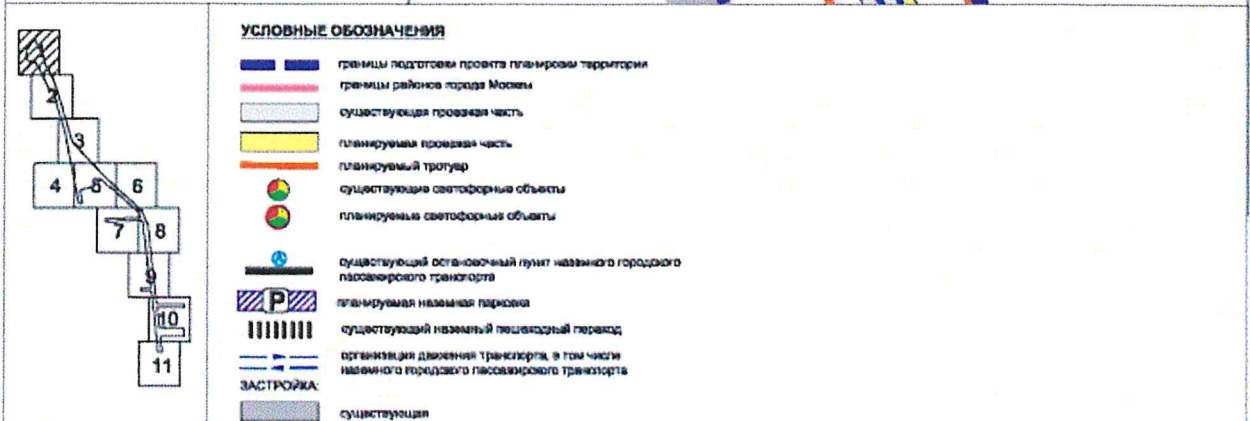 УСЛОВНЫЕ ОБОЗНАЧЕНИЯ
границы подготовки проекта планировки территории
границы районов города Москвы
существующая проезжая часть
планируемая проезжая часть
планируемый тротуар
существующие светофорные объекты
планируемые светофорные объекты
существующий остановочный пункт наземного городского
пассажирского транспорта
P
планируемая наземная парковка
существующий наземный пешеходный переход
организация движения транспорта, в том числе
наземного городского пассажирского транспорта
ЗАСТРОЙКА:
существующая
2
3
4 5 6
7 8
9
10
11